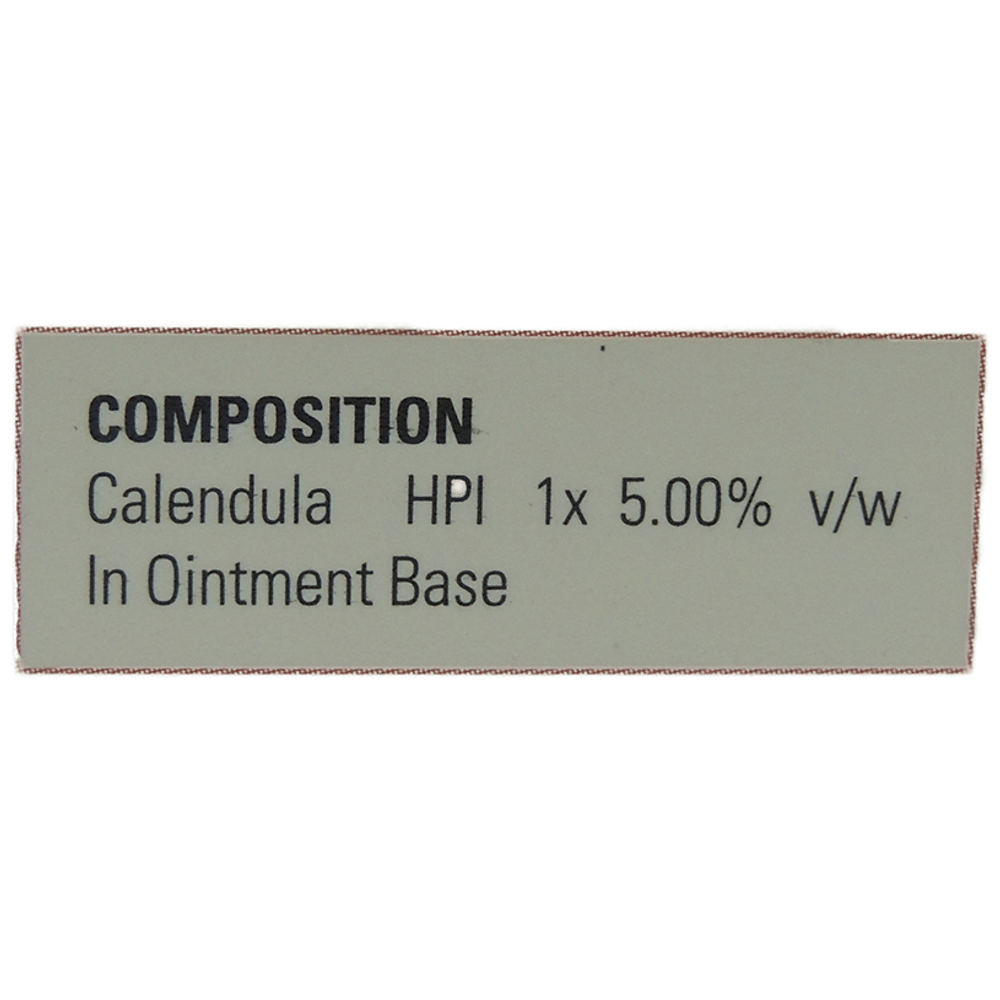 COMPOSITION
Calendula HPI 1x 5.00% v/w
In Ointment Base